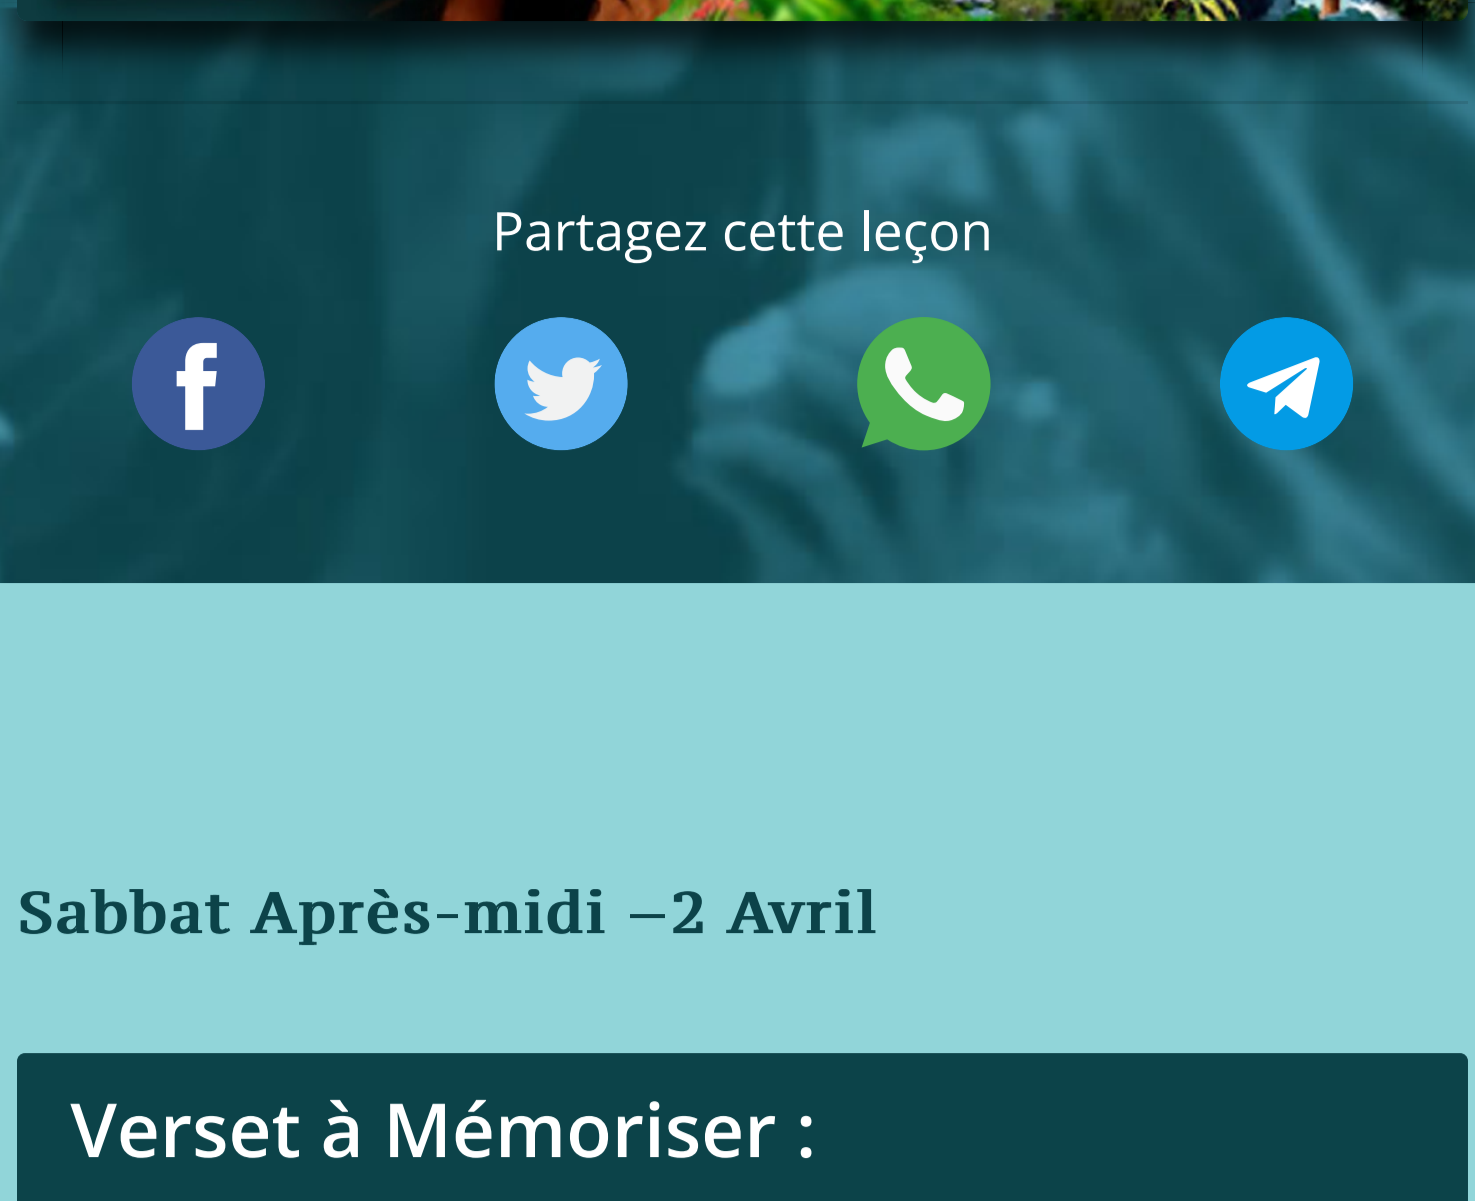 Partagez cette leçon
Sabbat Après-midi –2 Avril
Verset à Mémoriser :